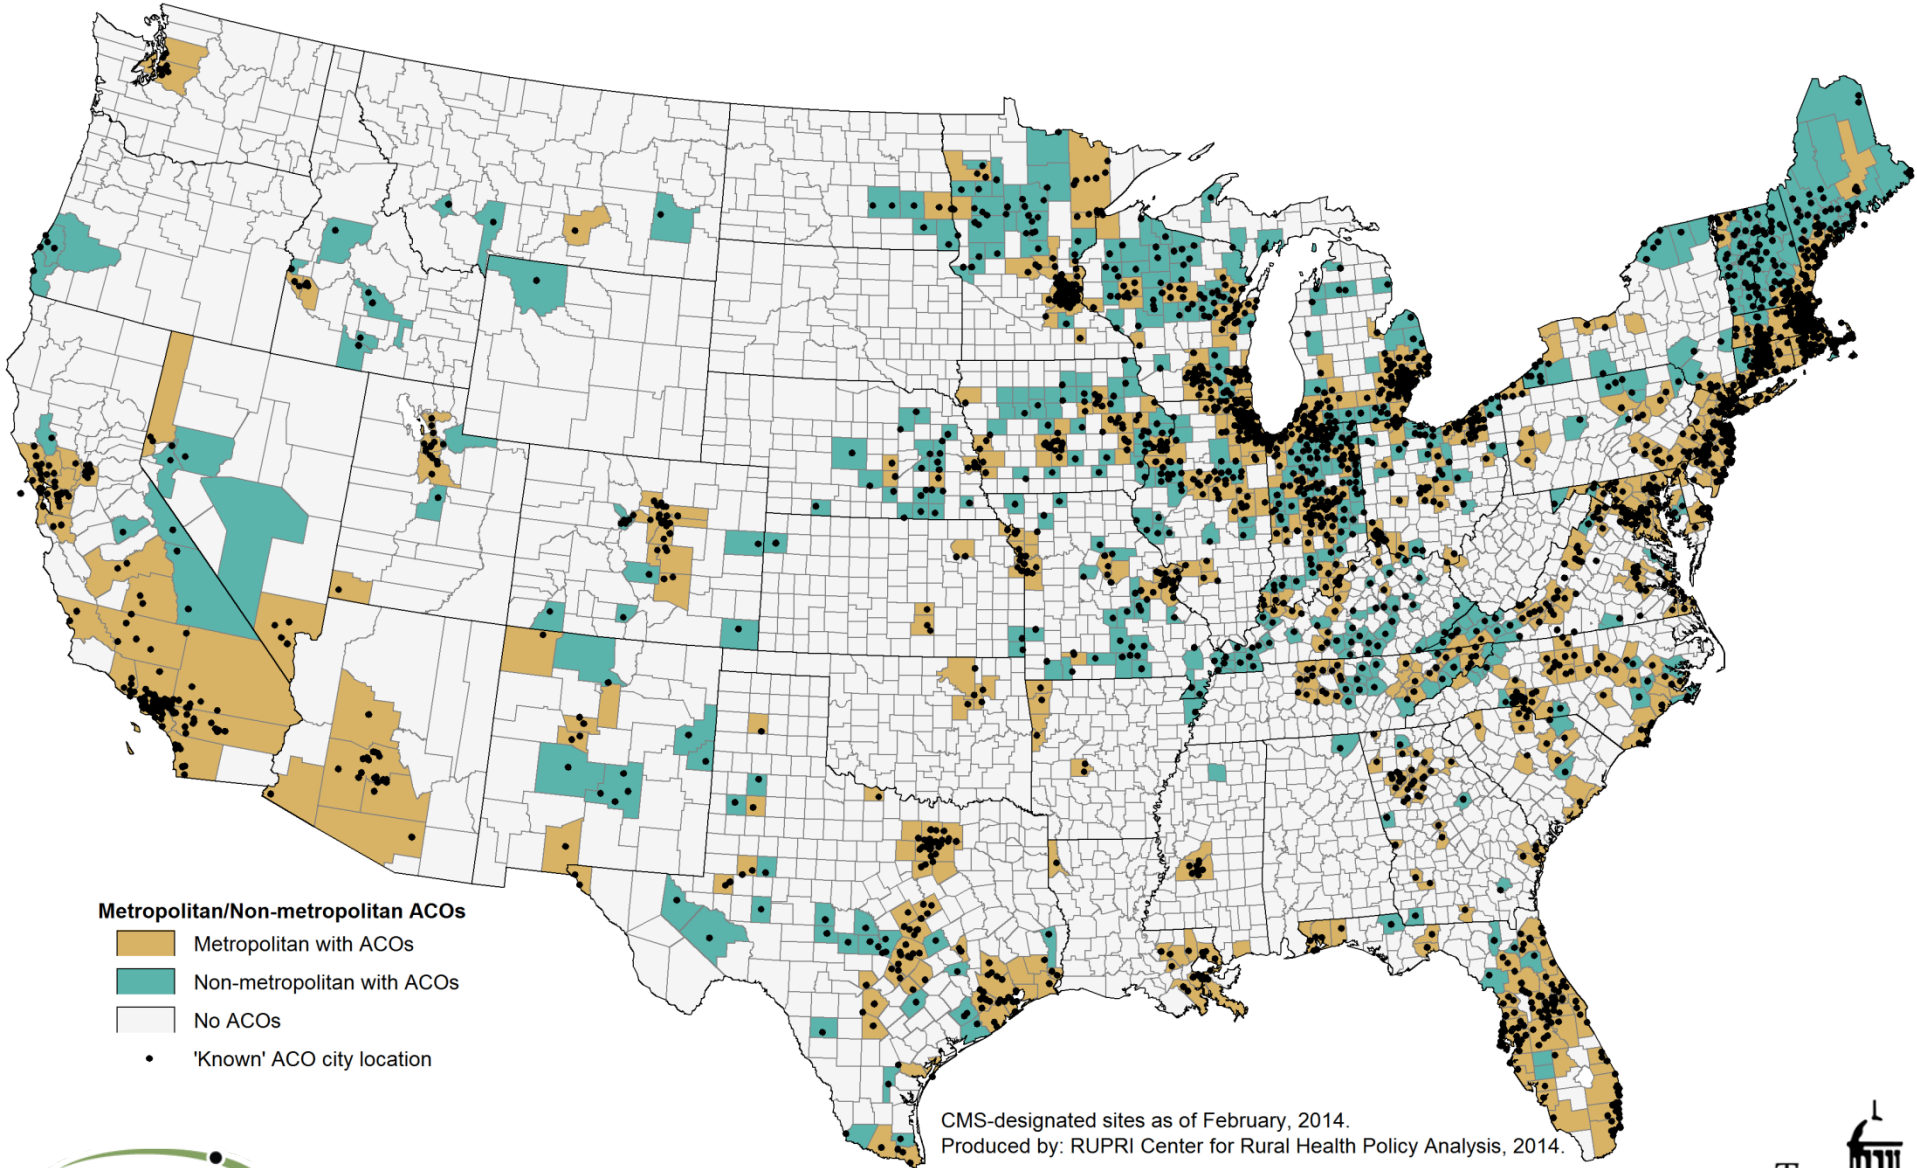 Metropolitan/Non-metropolitan ACOs
Metropolitan with ACOs
Non-metropolitan with ACOs
No ACOs
'Known' ACO city location
CMS-designated sites as of February, 2014.
Produced by: RUPRI Center for Rural Health Policy Analysis, 2014.